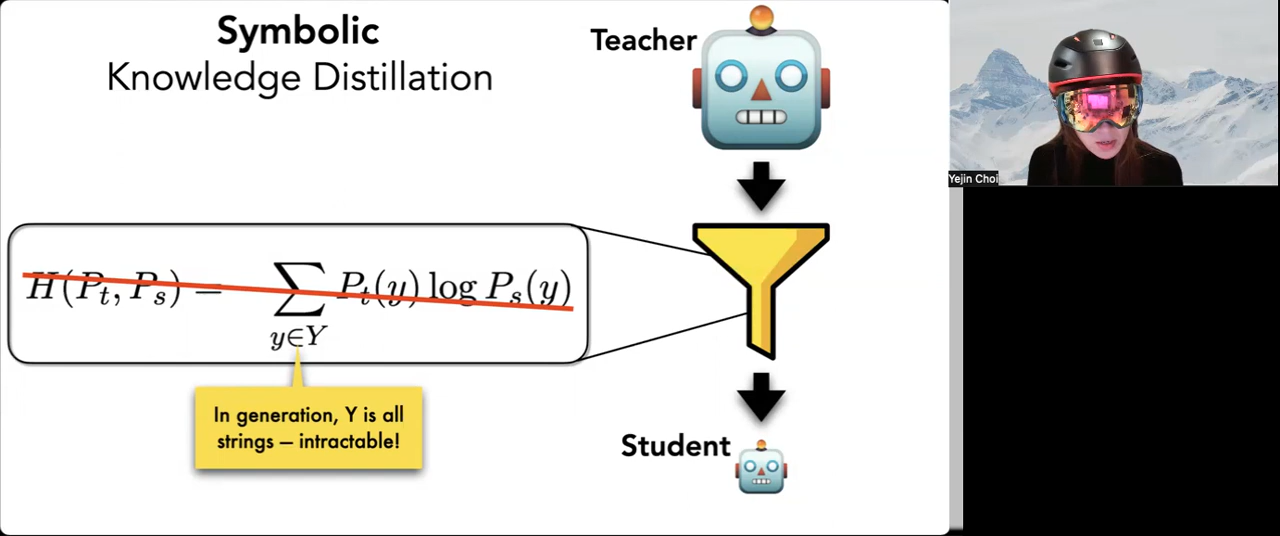 Symbolic
Knowledge Distillation
Teacher
Yejin Choi
H(P_t, P_s) = ∑_{y∈Y} P_t(y) log P_s(y)
In generation, Y is all
strings – intractable!
Student